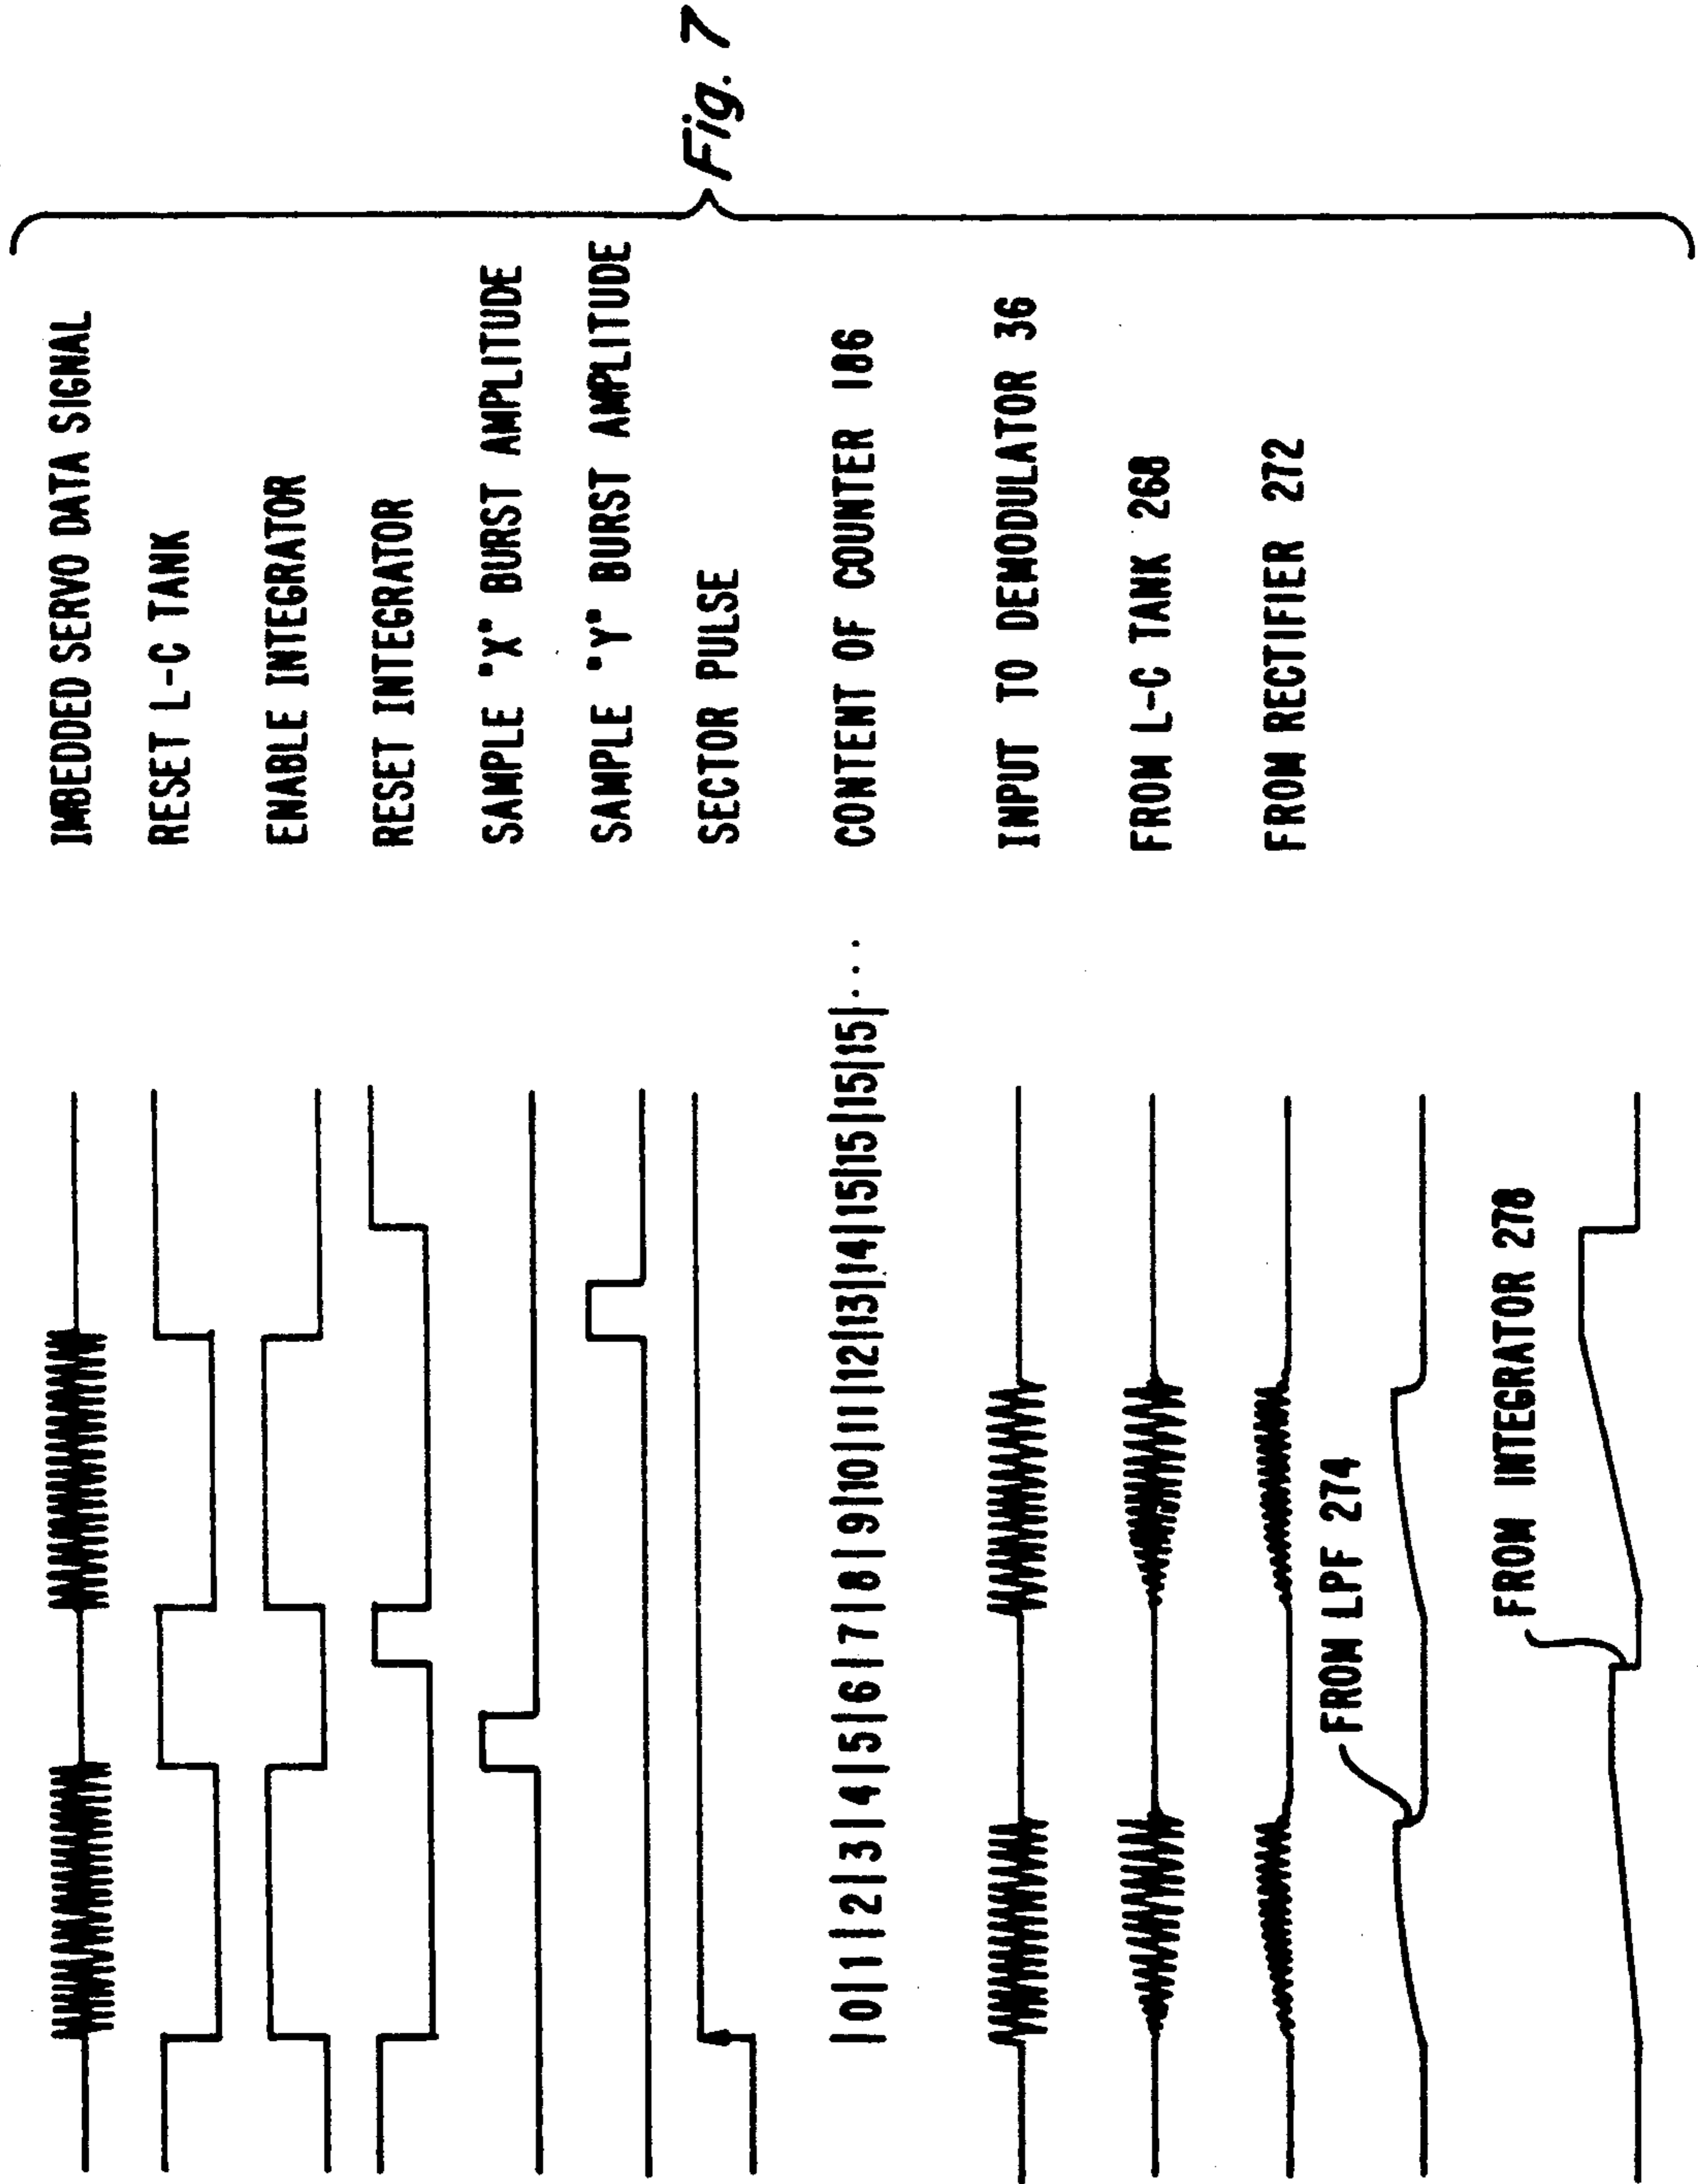 IMBEDDED SERVO DATA SIGNAL
RESET L-C TANK
ENABLE INTEGRATOR
RESET INTEGRATOR
SAMPLE "X" BURST AMPLITUDE
SAMPLE "Y" BURST AMPLITUDE
SECTOR PULSE
|0|1|2|3|4|5|6|7|8|9|10|11|12|13|14|15|15|15|15|... CONTENT OF COUNTER 186
INPUT TO DEMODULATOR 36
FROM L-C TANK 268
FROM RECTIFIER 272
FROM LPF 274
FROM INTEGRATOR 278
Fig. 7